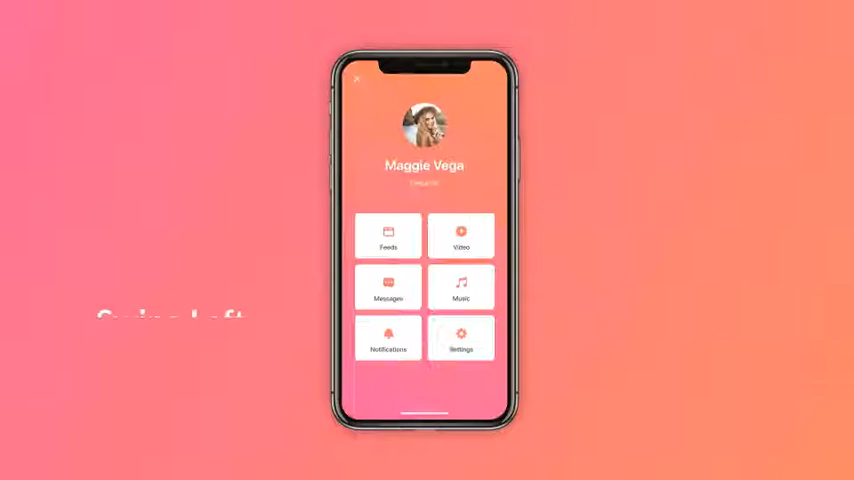 Maggie Vega
Feeds
Video
Messages
Music
Notifications
Settings